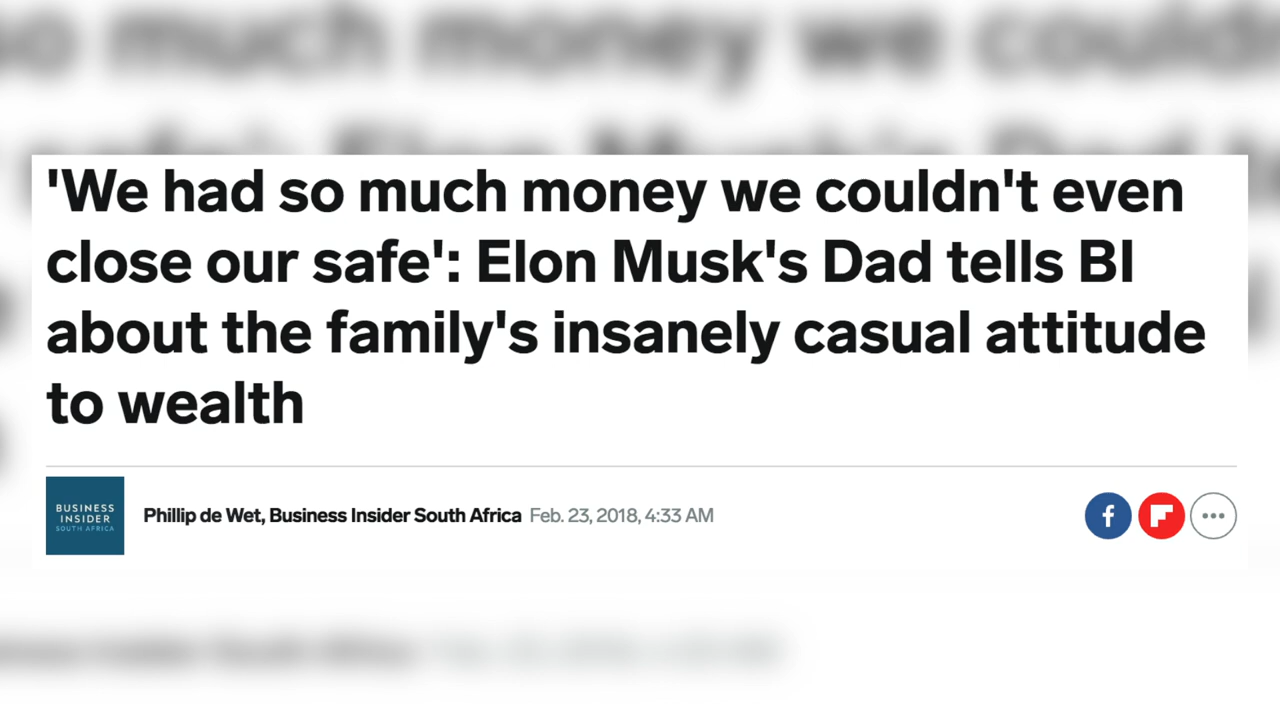 'We had so much money we couldn't even
close our safe': Elon Musk's Dad tells BI
about the family's insanely casual attitude
to wealth
BUSINESS
INSIDER
SOUTH AFRICA
Phillip de Wet, Business Insider South Africa Feb. 23, 2018, 4:33 AM